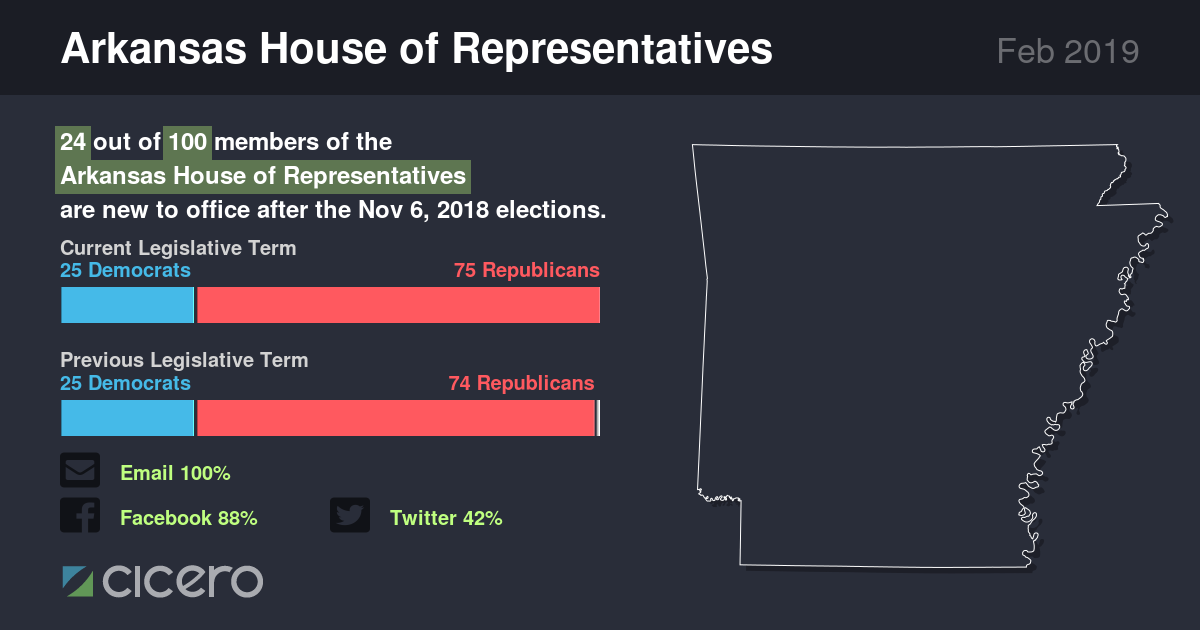 Arkansas House of Representatives
Feb 2019
24 out of 100 members of the
Arkansas House of Representatives
are new to office after the Nov 6, 2018 elections.
Current Legislative Term
25 Democrats 75 Republicans
Previous Legislative Term
25 Democrats 74 Republicans
Email 100%
Facebook 88% Twitter 42%
cicero